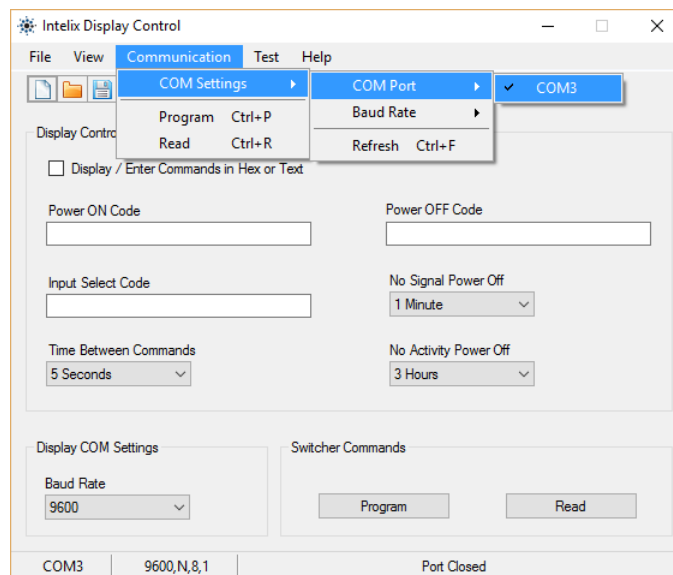 Intelix Display Control
File View Communication Test Help
COM Settings COM Port COM3
Program Ctrl+P Baud Rate
Read Ctrl+R Refresh Ctrl+F
Display / Enter Commands in Hex or Text
Power ON Code Power OFF Code
Input Select Code No Signal Power Off
1 Minute
Time Between Commands No Activity Power Off
5 Seconds 3 Hours
Display COM Settings Switcher Commands
Baud Rate
9600 Program Read
COM3 9600,N,8,1 Port Closed